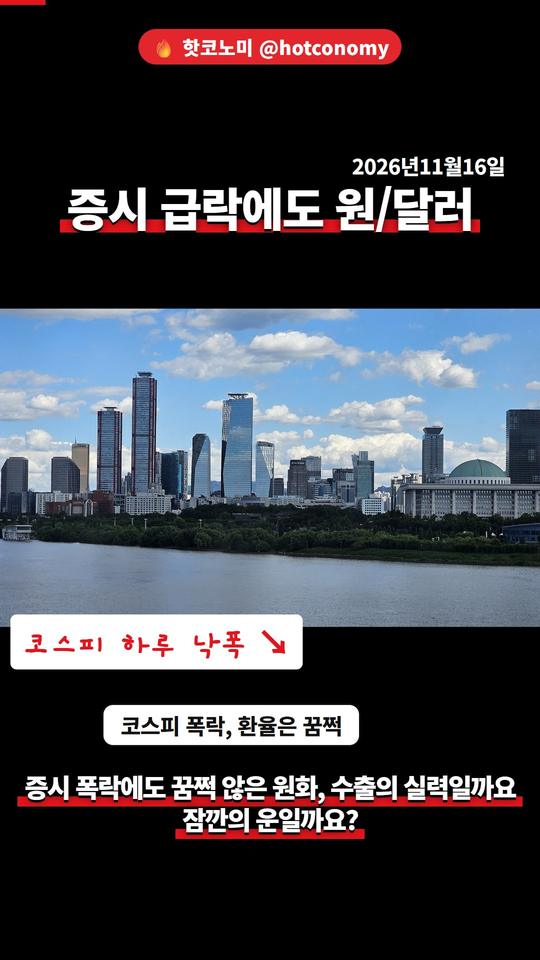 핫코노미 @hotconomy
2026년11월16일
증시 급락에도 원/달러
코스피 하루 낙폭 ↘
코스피 폭락, 환율은 꿈쩍
증시 폭락에도 꿈쩍 않은 원화, 수출의 실력일까요
잠깐의 운일까요?